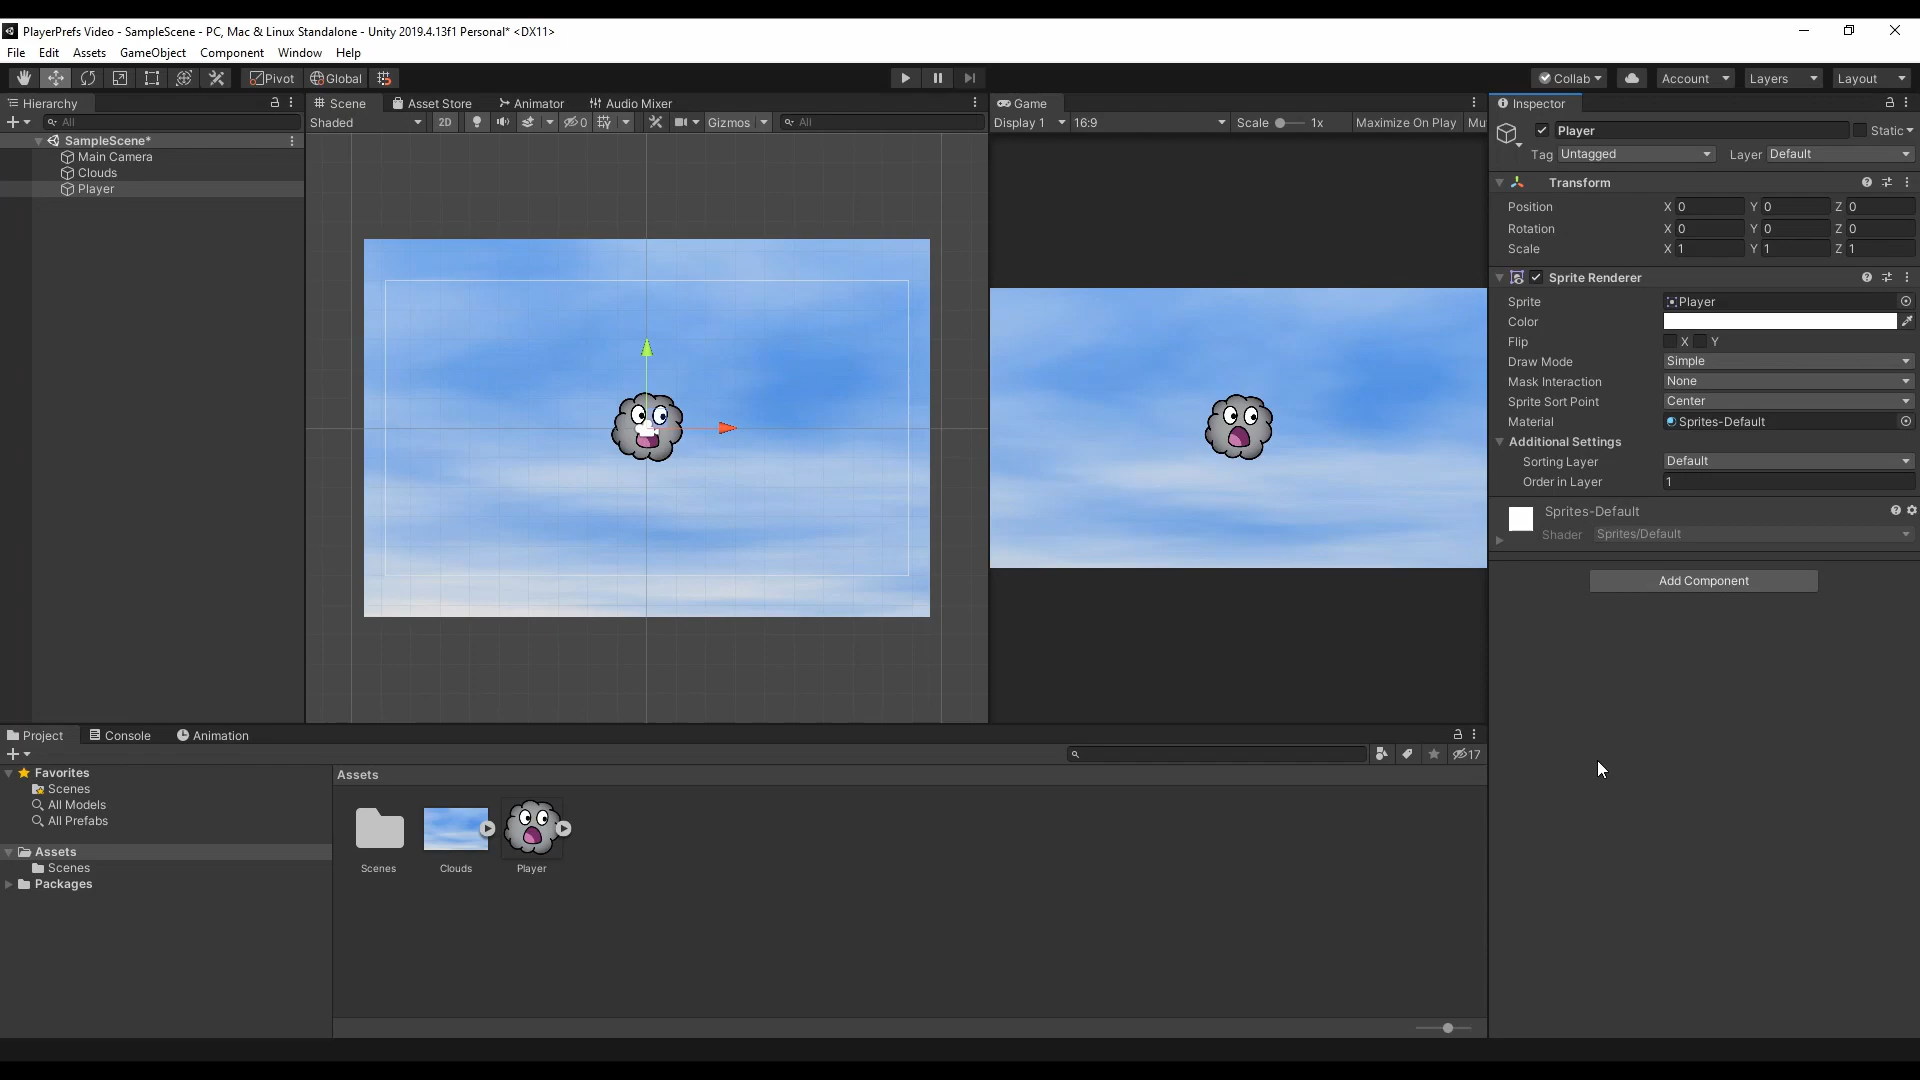 PlayerPrefs Video - SampleScene - PC, Mac & Linux Standalone - Unity 2019.4.13f1 Personal* <DX11>
File Edit Assets GameObject Component Window Help
Pivot Global Collab Account Layers Layout
Hierarchy
All
SampleScene*
Main Camera
Clouds
Player
Scene Asset Store Animator Audio Mixer
Shaded 2D 0 Gizmos All
Game
Display 1 16:9 Scale 1x Maximize On Play Mu
Inspector
Player Static
Tag Untagged Layer Default
Transform
Position X 0 Y 0 Z 0
Rotation X 0 Y 0 Z 0
Scale X 1 Y 1 Z 1
Sprite Renderer
Sprite Player
Color
Flip X Y
Draw Mode Simple
Mask Interaction None
Sprite Sort Point Center
Material Sprites-Default
Additional Settings
Sorting Layer Default
Order in Layer 1
Sprites-Default
Shader Sprites/Default
Add Component
Project Console Animation
17
Favorites
Scenes
All Models
All Prefabs
Assets
Scenes
Packages
Assets
Scenes Clouds Player